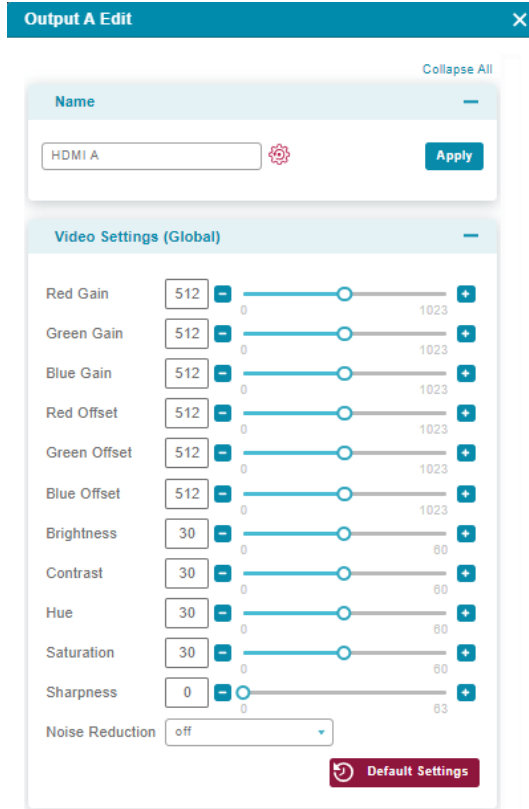 Output A Edit
Collapse All
Name
HDMI A
Apply
Video Settings (Global)
Red Gain 512
0 1023
Green Gain 512
0 1023
Blue Gain 512
0 1023
Red Offset 512
0 1023
Green Offset 512
0 1023
Blue Offset 512
0 1023
Brightness 30
0 60
Contrast 30
0 60
Hue 30
0 60
Saturation 30
0 60
Sharpness 0
0 63
Noise Reduction off
Default Settings